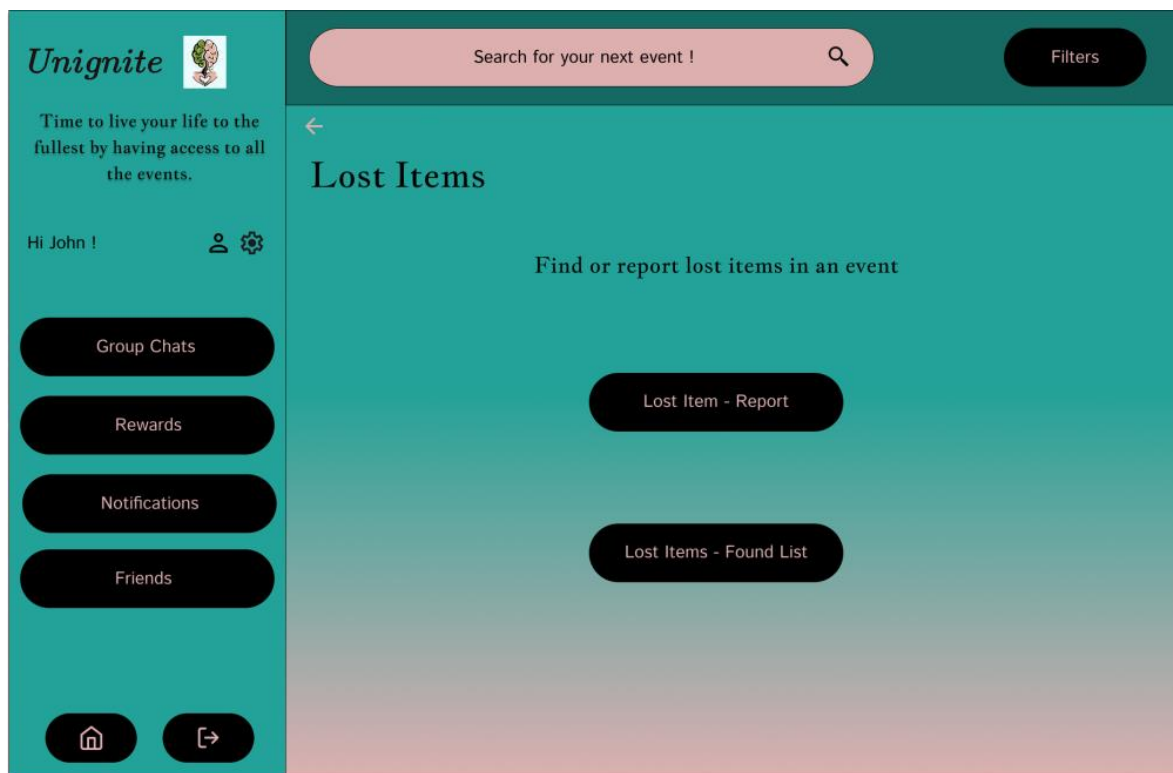 Unignite
Time to live your life to the
fullest by having access to all
the events.
Hi John !
Group Chats
Rewards
Notifications
Friends
Search for your next event !
Filters
Lost Items
Find or report lost items in an event
Lost Item - Report
Lost Items - Found List